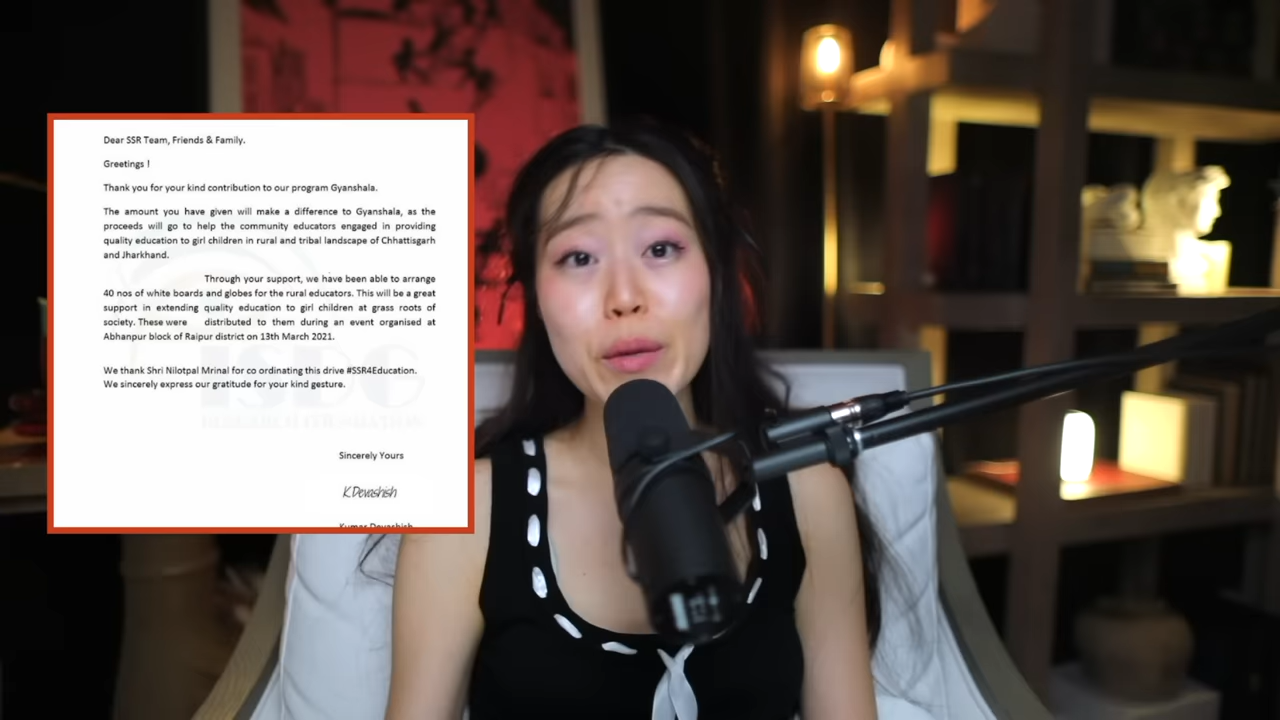 Dear SSR Team, Friends & Family.
Greetings !
Thank you for your kind contribution to our program Gyanshala.
The amount you have given will make a difference to Gyanshala, as the
proceeds will go to help the community educators engaged in providing
quality education to girl children in rural and tribal landscape of Chhattisgarh
and Jharkhand.
Through your support, we have been able to arrange
40 nos of white boards and globes for the rural educators. This will be a great
support in extending quality education to girl children at grass roots of
society. These were distributed to them during an event organised at
Abhanpur block of Raipur district on 13th March 2021.
We thank Shri Nilotpal Mrinal for co ordinating this drive #SSR4Education.
We sincerely express our gratitude for your kind gesture.
Sincerely Yours
K.Devashish
Kumar Devashish